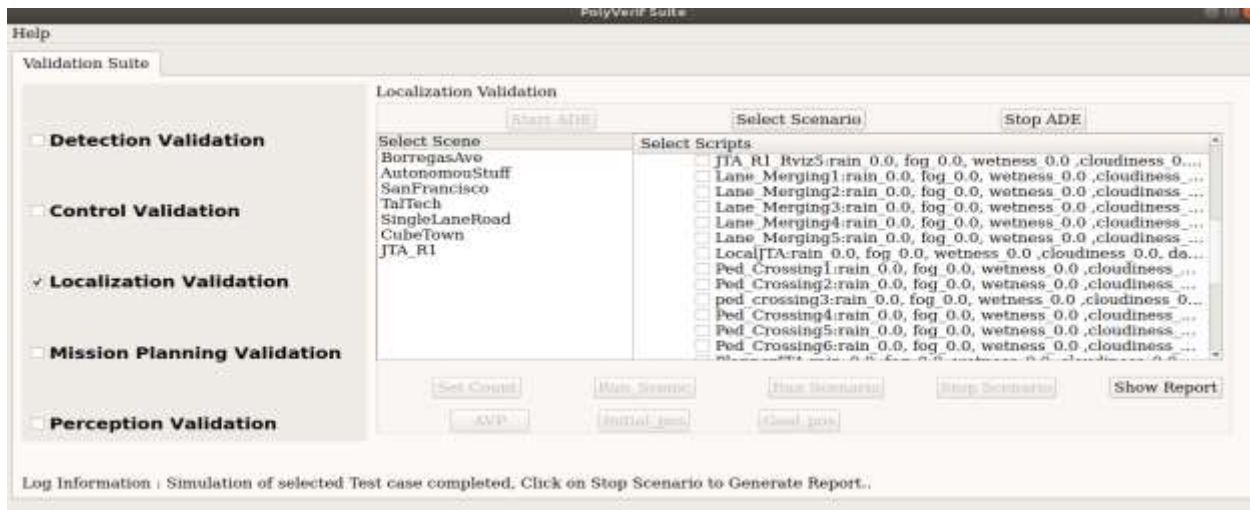 PolyVerif Suite
Help
Validation Suite
Detection Validation
Control Validation
Localization Validation
Mission Planning Validation
Perception Validation
Localization Validation
Start ADE
Select Scenario
Stop ADE
Select Scene
BorregasAve
AutonomouStuff
SanFrancisco
TalTech
SingleLaneRoad
CubeTown
JTA_R1
Select Scripts
JTA_R1_Rviz5:rain_0.0, fog_0.0, wetness_0.0 ,cloudiness_0....
Lane_Merging1:rain_0.0, fog_0.0, wetness_0.0 ,cloudiness_...
Lane_Merging2:rain_0.0, fog_0.0, wetness_0.0 ,cloudiness_...
Lane_Merging3:rain_0.0, fog_0.0, wetness_0.0 ,cloudiness_...
Lane_Merging4:rain_0.0, fog_0.0, wetness_0.0 ,cloudiness_...
Lane_Merging5:rain_0.0, fog_0.0, wetness_0.0 ,cloudiness_...
LocalJTA:rain_0.0, fog_0.0, wetness_0.0 ,cloudiness_0.0, da...
Ped_Crossing1:rain_0.0, fog_0.0, wetness_0.0 ,cloudiness_...
Ped_Crossing2:rain_0.0, fog_0.0, wetness_0.0 ,cloudiness_...
ped_crossing3:rain_0.0, fog_0.0, wetness_0.0 ,cloudiness_0...
Ped_Crossing4:rain_0.0, fog_0.0, wetness_0.0 ,cloudiness_...
Ped_Crossing5:rain_0.0, fog_0.0, wetness_0.0 ,cloudiness_...
Ped_Crossing6:rain_0.0, fog_0.0, wetness_0.0 ,cloudiness_...
Set Count
Run Scene
Run Scenario
Stop Scenario
Show Report
AVP
Initial_pos
Goal_pos
Log Information : Simulation of selected Test case completed, Click on Stop Scenario to Generate Report..